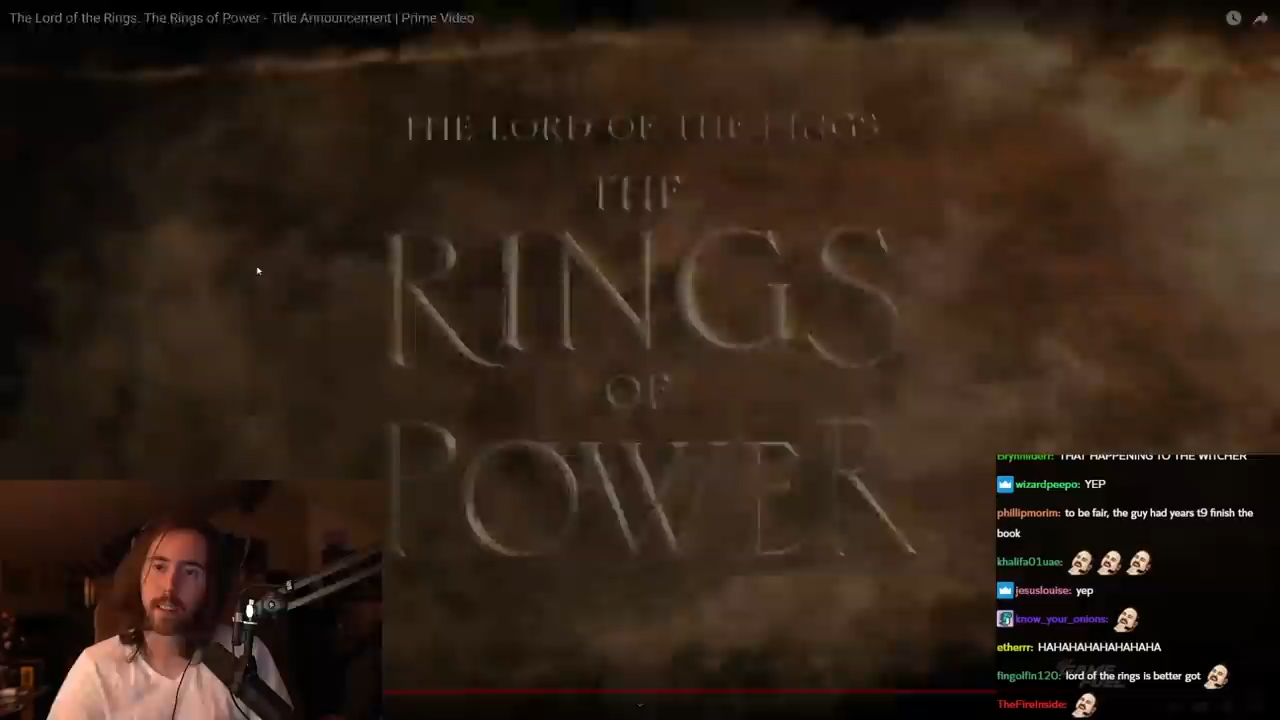 The Lord of the Rings: The Rings of Power - Title Announcement | Prime Video
THE LORD OF THE RINGS
THE
RINGS
OF
POWER
THAT HAPPENING TO THE WITCHER
wizardpeepo: YEP
phillipmorim: to be fair, the guy had years t9 finish the
book
khalifa01uae:
jesuslouise: yep
know_your_onions:
etherrr: HAHAHAHAHAHAHAHA
fingolfin120: lord of the rings is better got
TheFireInside: